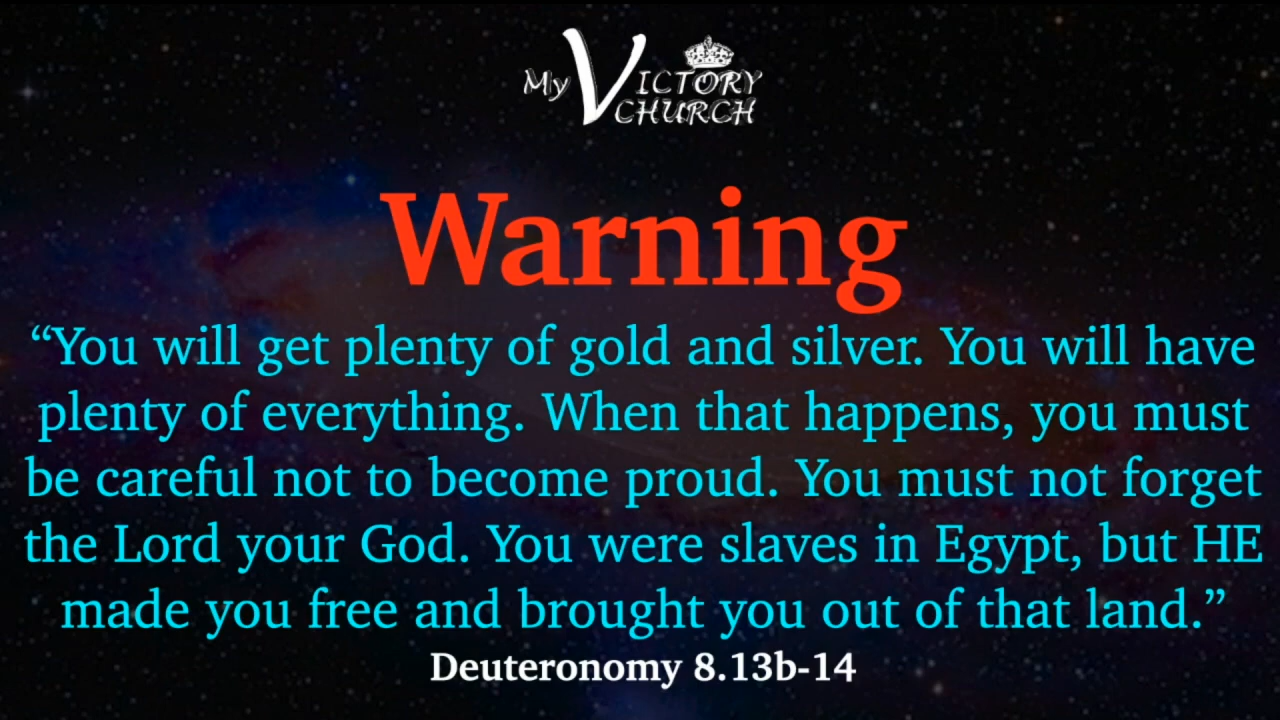 My Victory
Church
Warning
“You will get plenty of gold and silver. You will have
plenty of everything. When that happens, you must
be careful not to become proud. You must not forget
the Lord your God. You were slaves in Egypt, but HE
made you free and brought you out of that land.”
Deuteronomy 8.13b-14